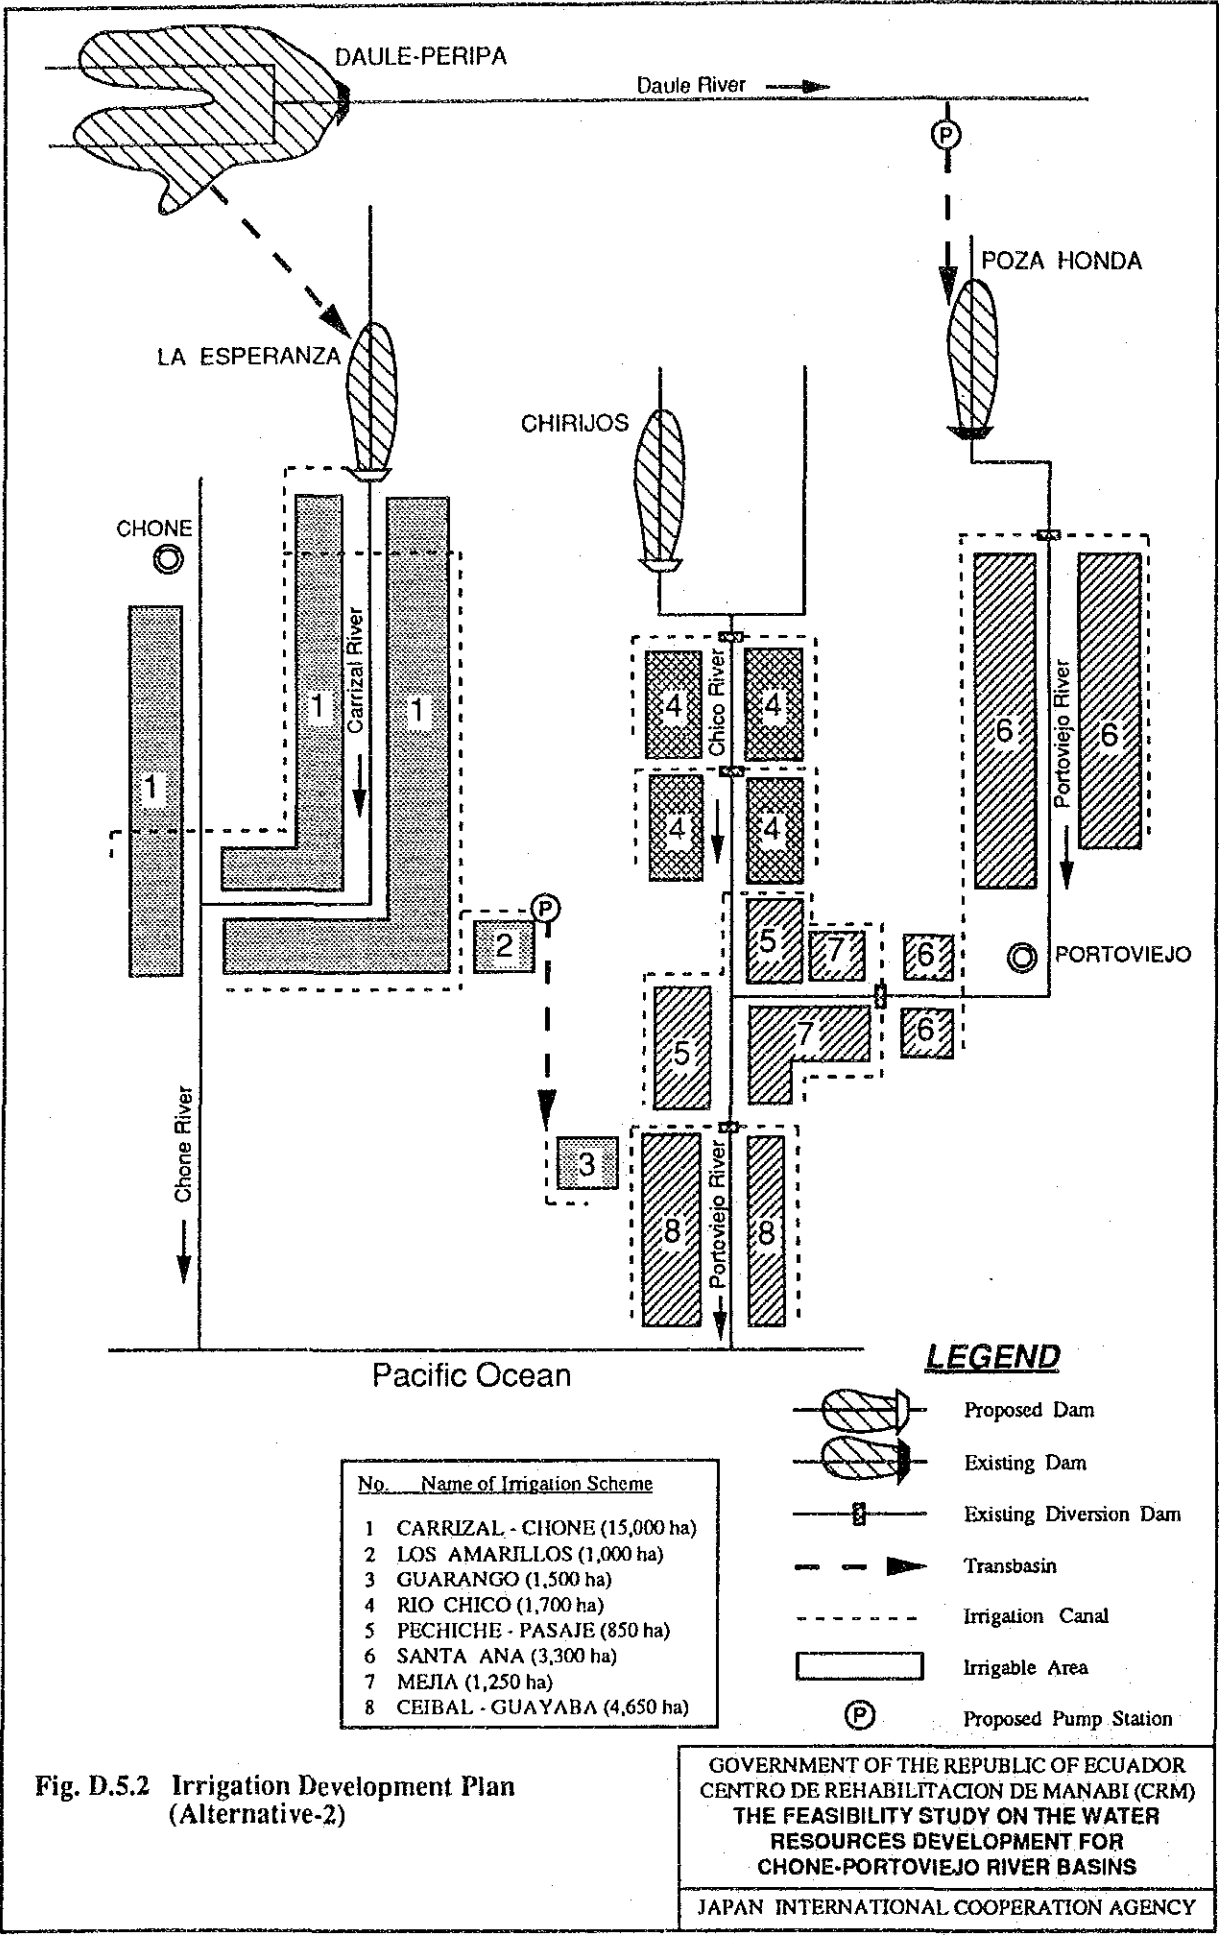 DAULE-PERIPA
Daule River
P
POZA HONDA
LA ESPERANZA
CHIRIJOS
CHONE
1
1
1
Carrizal River
Chico River
4
4
4
4
Portoviejo River
6
6
P
2
5
7
6
PORTOVIEJO
5
7
6
Chone River
3
8
Portoviejo River
8
Pacific Ocean
LEGEND
Proposed Dam
Existing Dam
Existing Diversion Dam
Transbasin
Irrigation Canal
Irrigable Area
P
Proposed Pump Station
No. Name of Irrigation Scheme
1 CARRIZAL - CHONE (15,000 ha)
2 LOS AMARILLOS (1,000 ha)
3 GUARANGO (1,500 ha)
4 RIO CHICO (1,700 ha)
5 PECHICHE - PASAJE (850 ha)
6 SANTA ANA (3,300 ha)
7 MEJIA (1,250 ha)
8 CEIBAL - GUAYABA (4,650 ha)
Fig. D.5.2 Irrigation Development Plan
(Alternative-2)
GOVERNMENT OF THE REPUBLIC OF ECUADOR
CENTRO DE REHABILITACION DE MANABI (CRM)
THE FEASIBILITY STUDY ON THE WATER
RESOURCES DEVELOPMENT FOR
CHONE-PORTOVIEJO RIVER BASINS
JAPAN INTERNATIONAL COOPERATION AGENCY